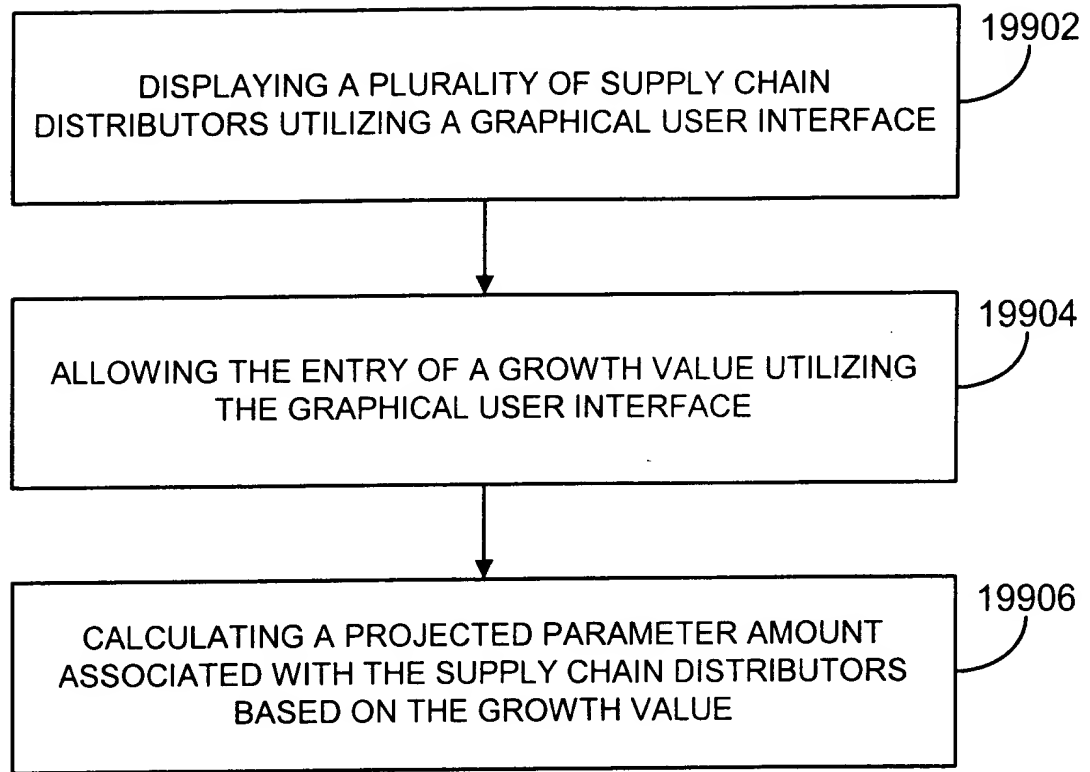 19902
DISPLAYING A PLURALITY OF SUPPLY CHAIN
DISTRIBUTORS UTILIZING A GRAPHICAL USER INTERFACE
19904
ALLOWING THE ENTRY OF A GROWTH VALUE UTILIZING
THE GRAPHICAL USER INTERFACE
19906
CALCULATING A PROJECTED PARAMETER AMOUNT
ASSOCIATED WITH THE SUPPLY CHAIN DISTRIBUTORS
BASED ON THE GROWTH VALUE